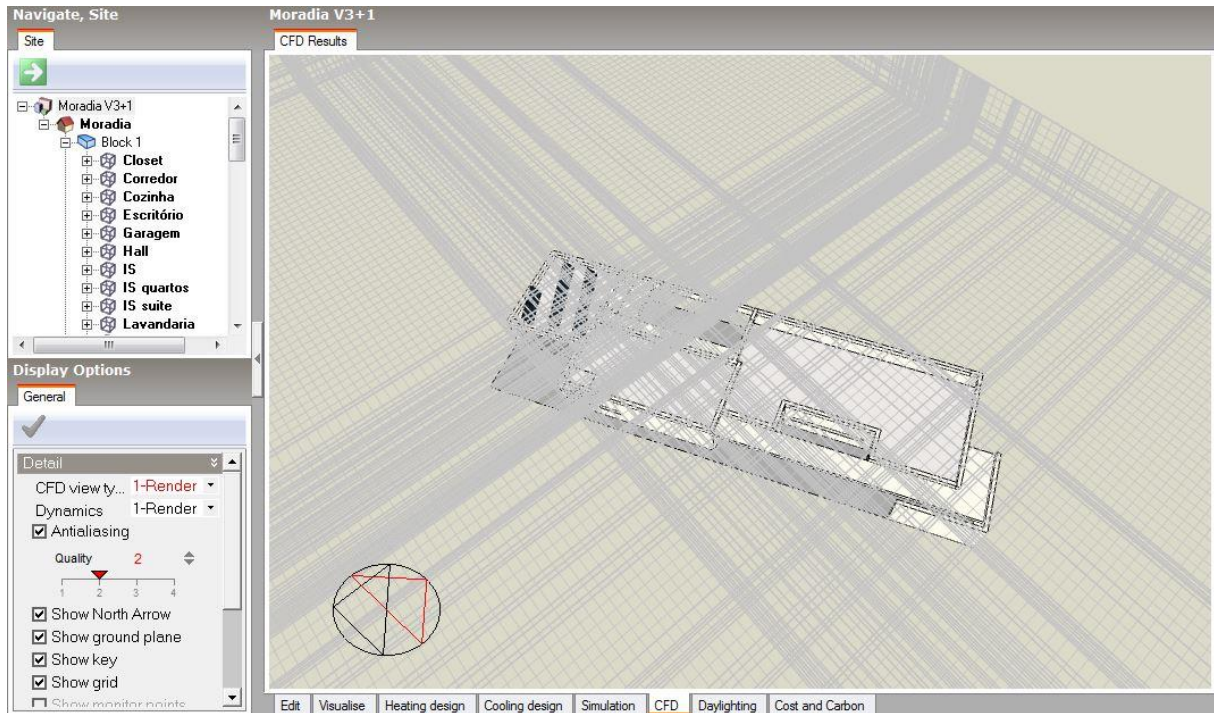 Navigate, Site
Site
Moradia V3+1
Moradia
Block 1
Closet
Corredor
Cozinha
Escritório
Garagem
Hall
IS
IS quartos
IS suite
Lavandaria
Display Options
General
Detail
CFD view ty... 1-Render
Dynamics 1-Render
Antialiasing
Quality 2
1 2 3 4
Show North Arrow
Show ground plane
Show key
Show grid
Show monitor points
Moradia V3+1
CFD Results
Edit Visualise Heating design Cooling design Simulation CFD Daylighting Cost and Carbon